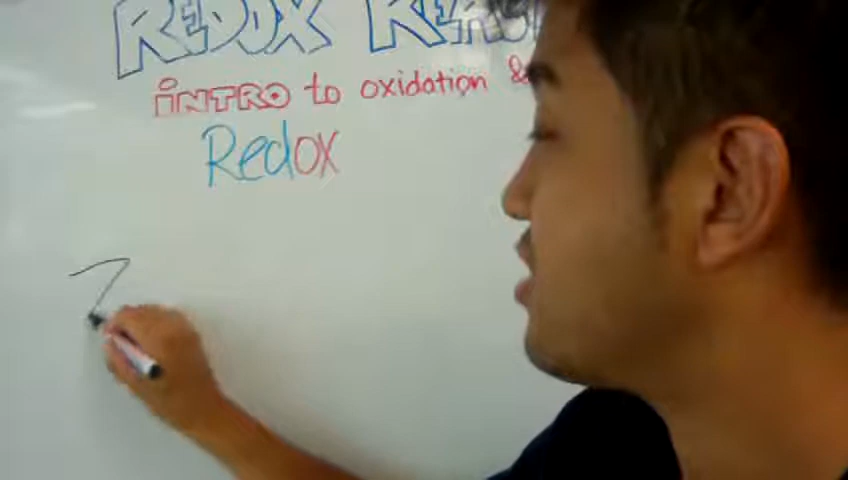 REDOX REA
INTRO to oxidation &
Redox